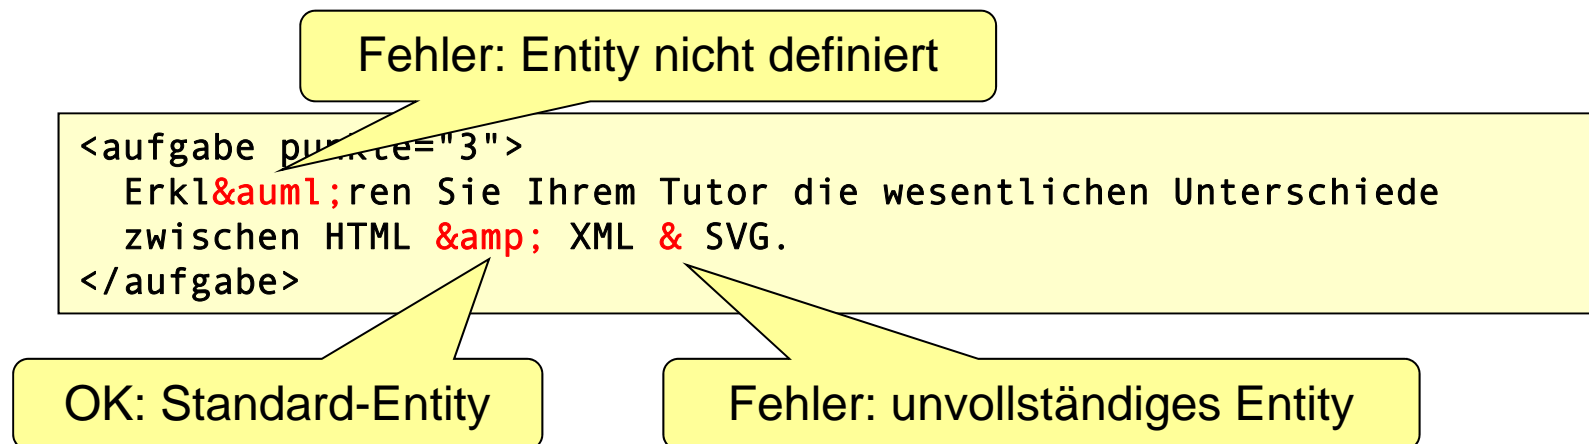 Fehler: Entity nicht definiert
<aufgabe punkte="3">
Erkl&auml;ren Sie Ihrem Tutor die wesentlichen Unterschiede
zwischen HTML &amp; XML & SVG.
</aufgabe>
OK: Standard-Entity
Fehler: unvollständiges Entity